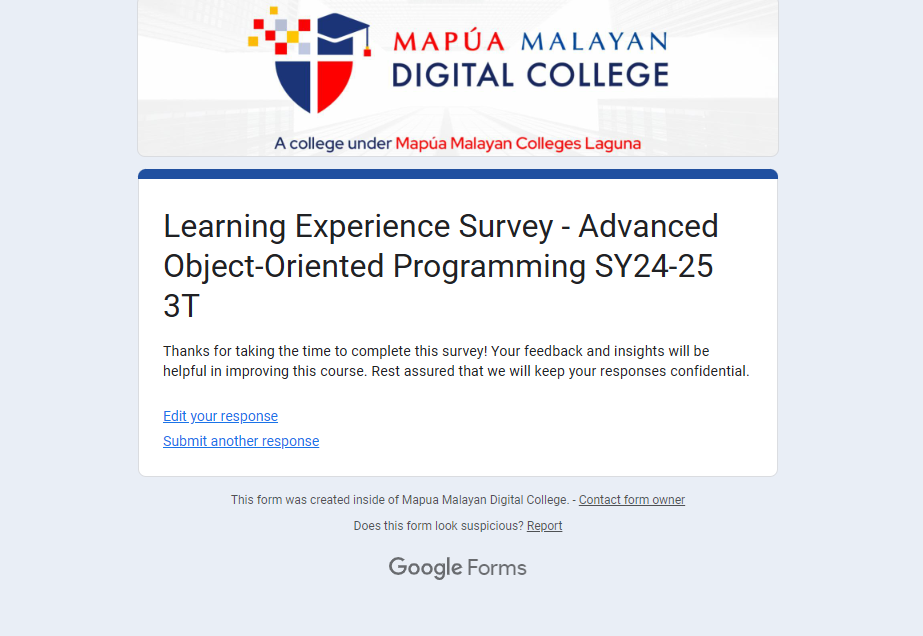 MAPÚA MALAYAN
DIGITAL COLLEGE
A college under Mapúa Malayan Colleges Laguna
Learning Experience Survey - Advanced
Object-Oriented Programming SY24-25
3T
Thanks for taking the time to complete this survey! Your feedback and insights will be
helpful in improving this course. Rest assured that we will keep your responses confidential.
Edit your response
Submit another response
This form was created inside of Mapua Malayan Digital College. - Contact form owner
Does this form look suspicious? Report
Google Forms